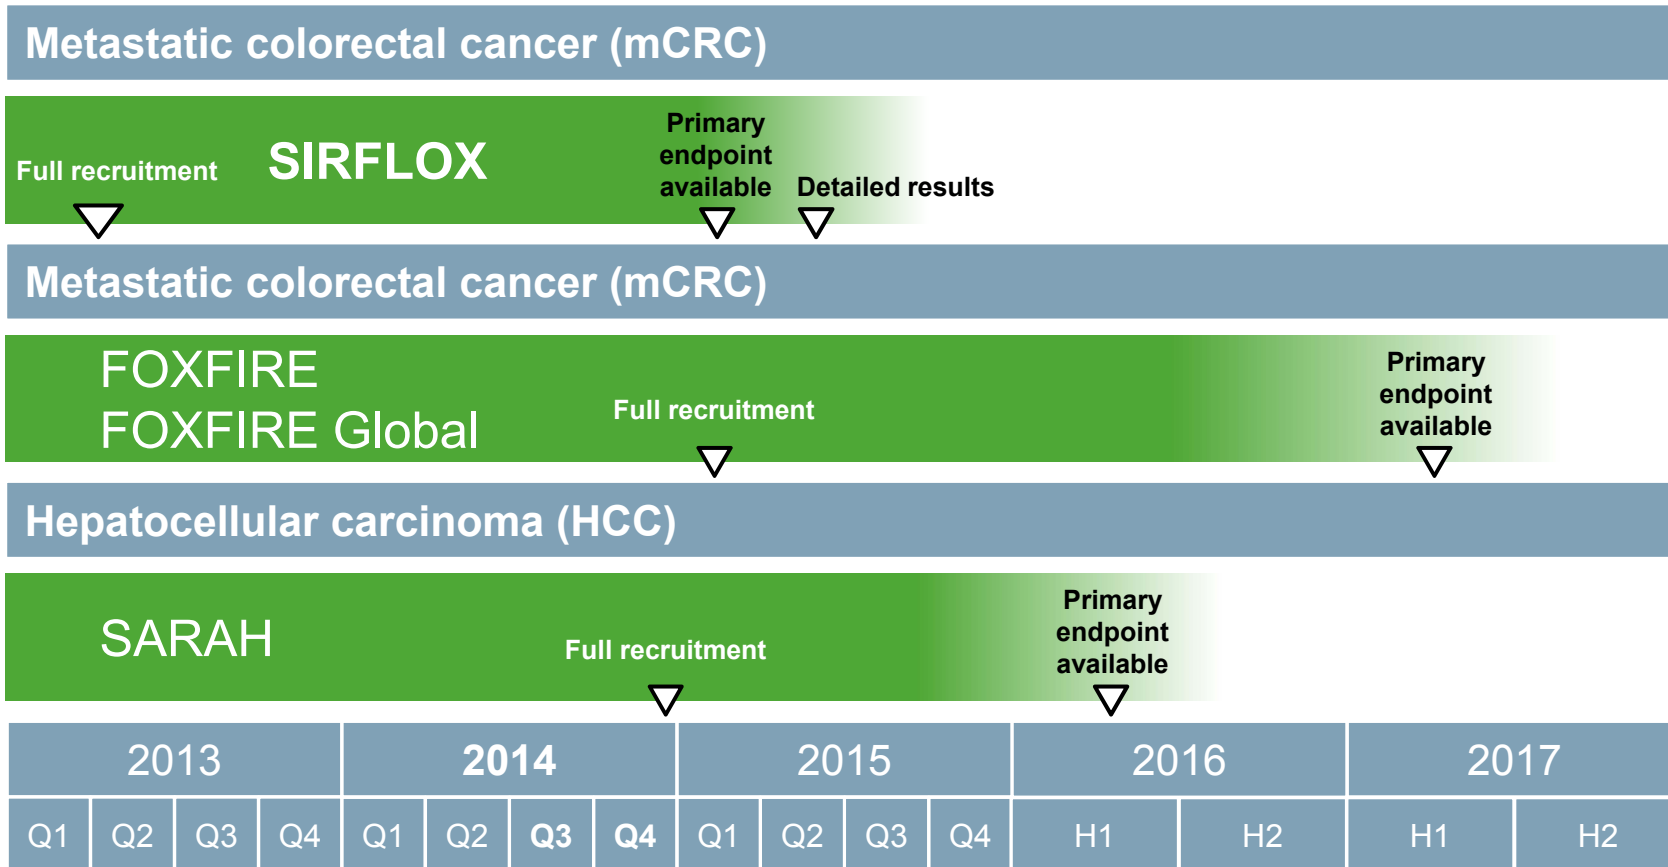 Metastatic colorectal cancer (mCRC)
Full recruitment
SIRFLOX
Primary
endpoint
available
Detailed results
Metastatic colorectal cancer (mCRC)
FOXFIRE
FOXFIRE Global
Full recruitment
Primary
endpoint
available
Hepatocellular carcinoma (HCC)
SARAH
Full recruitment
Primary
endpoint
available
2013 2014 2015 2016 2017
Q1 Q2 Q3 Q4 Q1 Q2 Q3 Q4 Q1 Q2 Q3 Q4 H1 H2 H1 H2